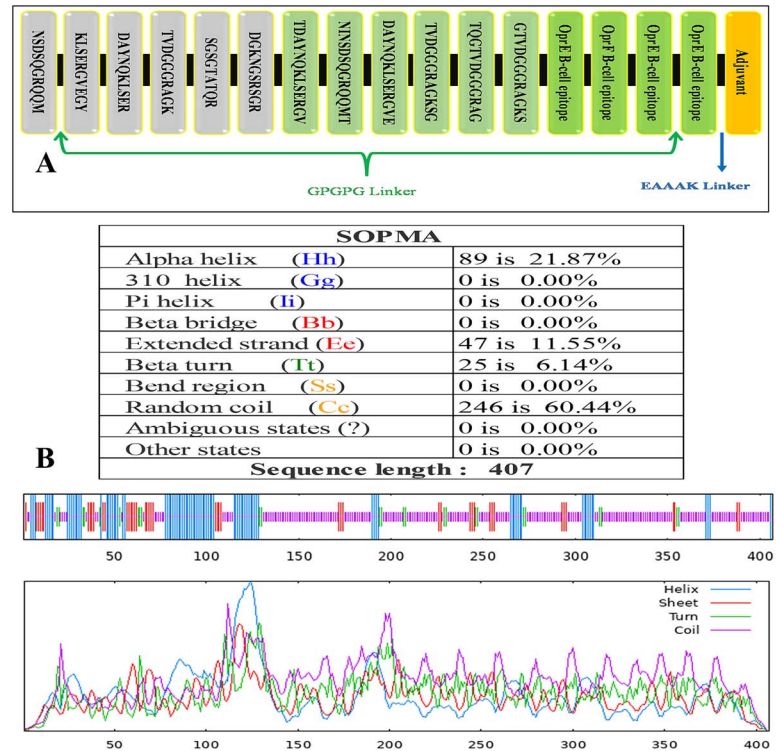 NSDSQGRQQM
KLSERGVEGY
DAYNQKLSER
TVDGGGRAGK
SGSGTATQR
DGKNGSRSGR
TDAYNQKLSERGV
NINSDSQGRQQMT
DAYNQKLSERGVE
TVDGGGRAGKSG
TQGTVDGGGRAG
GTVDGGGRAGKS
OprE B-cell epitope
OprF B-cell epitope
OprE B-cell epitope
OprE B-cell epitope
Adjuvant
A
GPGPG Linker
EAAAK Linker
SOPMA
Alpha helix (Hh) 89 is 21.87%
310 helix (Gg) 0 is 0.00%
Pi helix (Ii) 0 is 0.00%
Beta bridge (Bb) 0 is 0.00%
Extended strand (Ee) 47 is 11.55%
Beta turn (Tt) 25 is 6.14%
Bend region (Ss) 0 is 0.00%
Random coil (Cc) 246 is 60.44%
Ambiguous states (?) 0 is 0.00%
Other states 0 is 0.00%
Sequence length : 407
B
50 100 150 200 250 300 350 400
Helix
Sheet
Turn
Coil
50 100 150 200 250 300 350 400